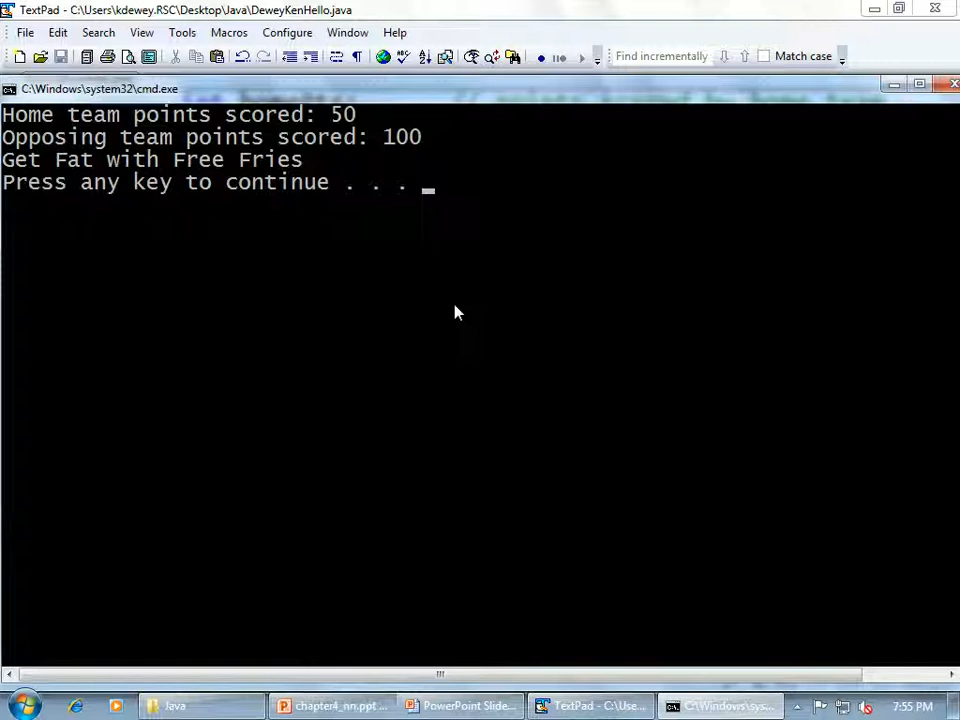 TextPad - C:\Users\kdewey.RSC\Desktop\Java\DeweyKenHello.java
File Edit Search View Tools Macros Configure Window Help
Find incrementally Match case
C:\Windows\system32\cmd.exe
Home team points scored: 50
Opposing team points scored: 100
Get Fat with Free Fries
Press any key to continue . . .
Java chapter4_nn.ppt ... PowerPoint Slide... TextPad - C:\Use... C:\Windows\sys... 7:55 PM